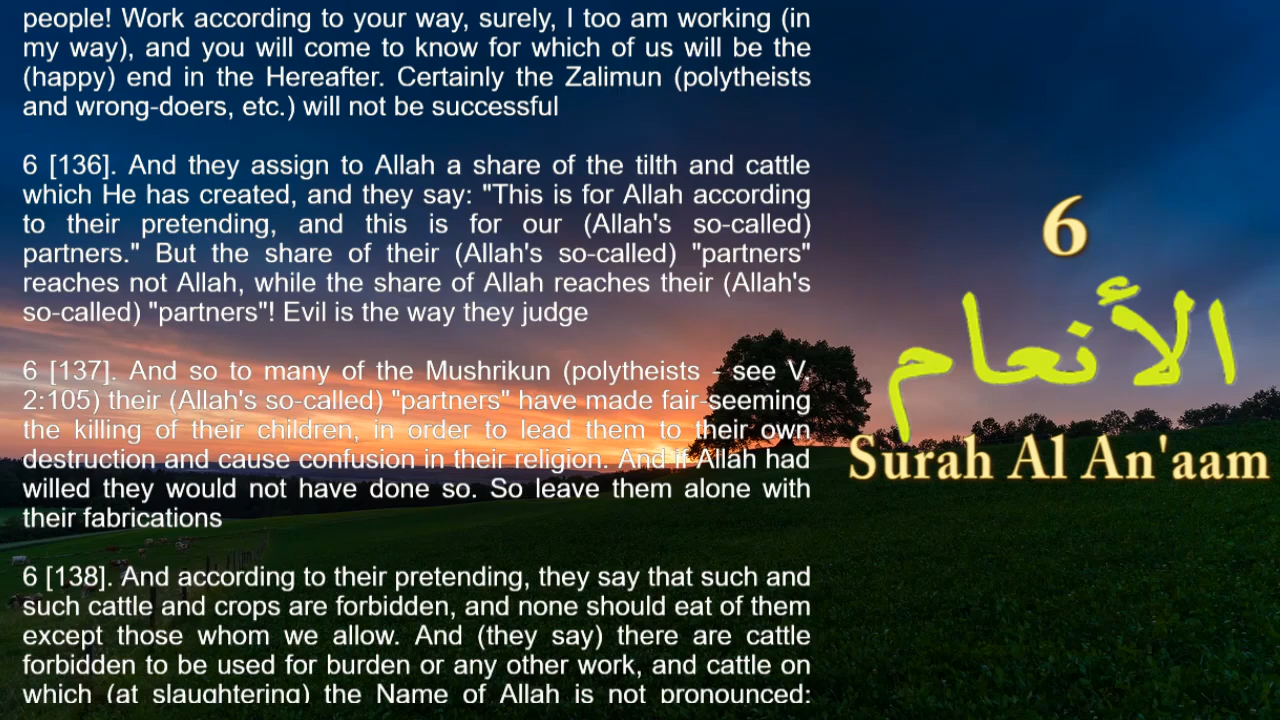 people! Work according to your way, surely, I too am working (in
my way), and you will come to know for which of us will be the
(happy) end in the Hereafter. Certainly the Zalimun (polytheists
and wrong-doers, etc.) will not be successful
6 [136]. And they assign to Allah a share of the tilth and cattle
which He has created, and they say: "This is for Allah according
to their pretending, and this is for our (Allah's so-called)
partners." But the share of their (Allah's so-called) "partners"
reaches not Allah, while the share of Allah reaches their (Allah's
so-called) "partners"! Evil is the way they judge
6 [137]. And so to many of the Mushrikun (polytheists - see V.
2:105) their (Allah's so-called) "partners" have made fair-seeming
the killing of their children, in order to lead them to their own
destruction and cause confusion in their religion. And if Allah had
willed they would not have done so. So leave them alone with
their fabrications
6 [138]. And according to their pretending, they say that such and
such cattle and crops are forbidden, and none should eat of them
except those whom we allow. And (they say) there are cattle
forbidden to be used for burden or any other work, and cattle on
which (at slaughtering) the Name of Allah is not pronounced:
6
الأنعام
Surah Al An'aam